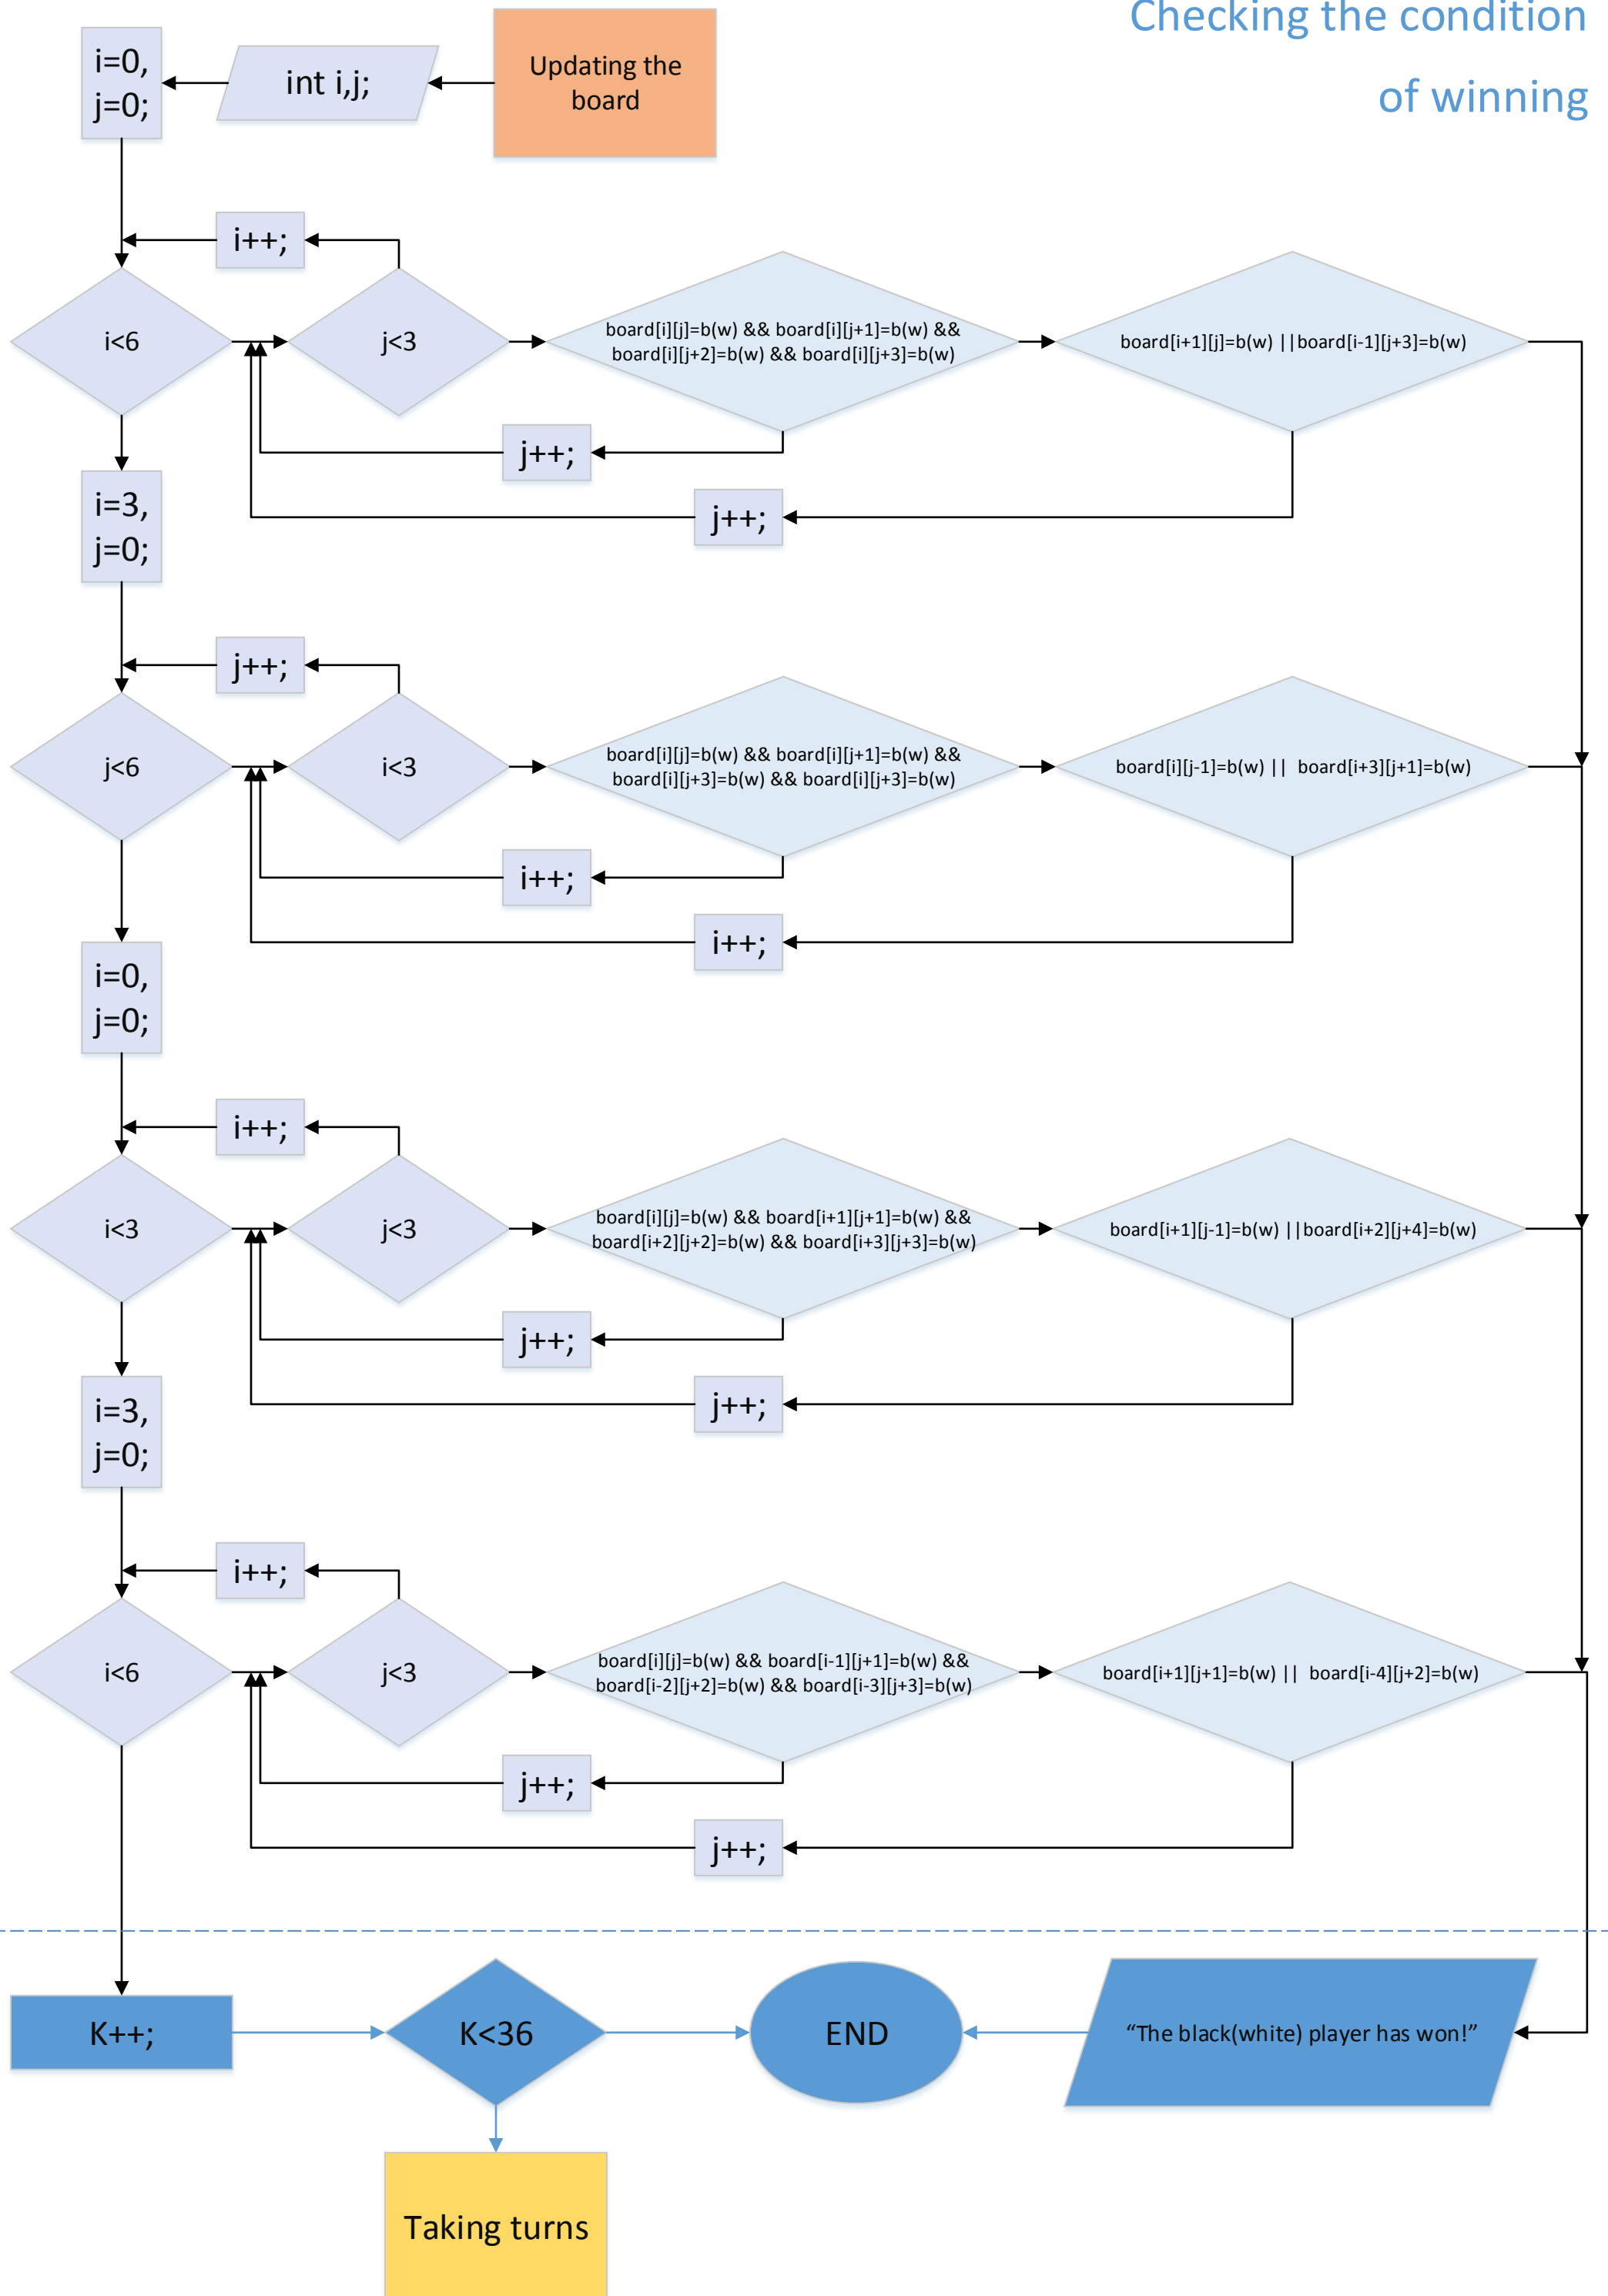 Checking the condition
of winning
Updating the
board
int i,j;
i=0,
j=0;
i++;
i<6
j<3
board[i][j]=b(w) && board[i][j+1]=b(w) &&
board[i][j+2]=b(w) && board[i][j+3]=b(w)
board[i+1][j]=b(w) ||board[i-1][j+3]=b(w)
j++;
j++;
i=3,
j=0;
j++;
j<6
i<3
board[i][j]=b(w) && board[i][j+1]=b(w) &&
board[i][j+3]=b(w) && board[i][j+3]=b(w)
board[i][j-1]=b(w) || board[i+3][j+1]=b(w)
i++;
i++;
i=0,
j=0;
i++;
i<3
j<3
board[i][j]=b(w) && board[i+1][j+1]=b(w) &&
board[i+2][j+2]=b(w) && board[i+3][j+3]=b(w)
board[i+1][j-1]=b(w) ||board[i+2][j+4]=b(w)
j++;
j++;
i=3,
j=0;
i++;
i<6
j<3
board[i][j]=b(w) && board[i-1][j+1]=b(w) &&
board[i-2][j+2]=b(w) && board[i-3][j+3]=b(w)
board[i+1][j+1]=b(w) || board[i-4][j+2]=b(w)
j++;
j++;
K++;
K<36
END
“The black(white) player has won!”
Taking turns